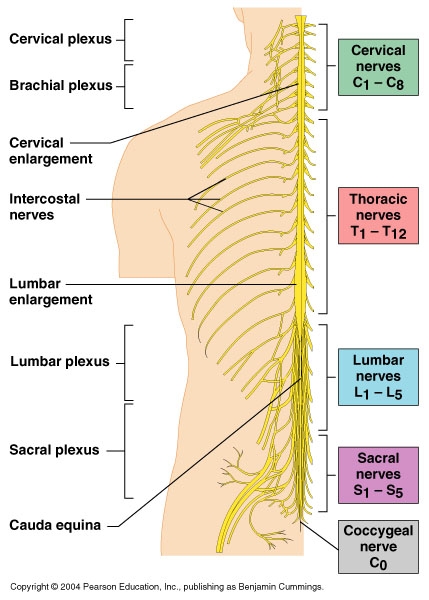 Cervical plexus
Brachial plexus
Cervical
enlargement
Intercostal
nerves
Lumbar
enlargement
Lumbar plexus
Sacral plexus
Cauda equina
Cervical
nerves
C1 – C8
Thoracic
nerves
T1 – T12
Lumbar
nerves
L1 – L5
Sacral
nerves
S1 – S5
Coccygeal
nerve
C0
Copyright © 2004 Pearson Education, Inc., publishing as Benjamin Cummings.